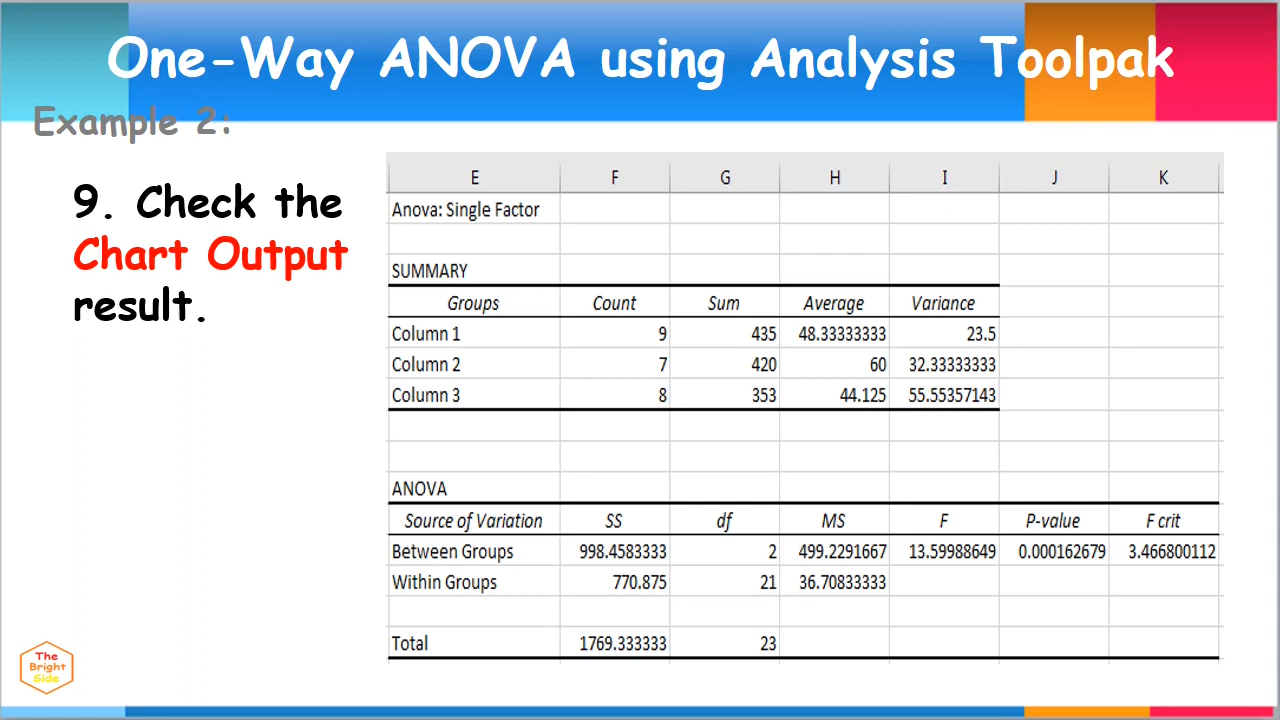 One-Way ANOVA using Analysis Toolpak
Example 2:
9. Check the
Chart Output
result.
E F G H I J K
Anova: Single Factor
SUMMARY
Groups Count Sum Average Variance
Column 1 9 435 48.33333333 23.5
Column 2 7 420 60 32.33333333
Column 3 8 353 44.125 55.55357143
ANOVA
Source of Variation SS df MS F P-value F crit
Between Groups 998.4583333 2 499.2291667 13.59988649 0.000162679 3.466800112
Within Groups 770.875 21 36.70833333
Total 1769.333333 23
The
Bright
Side